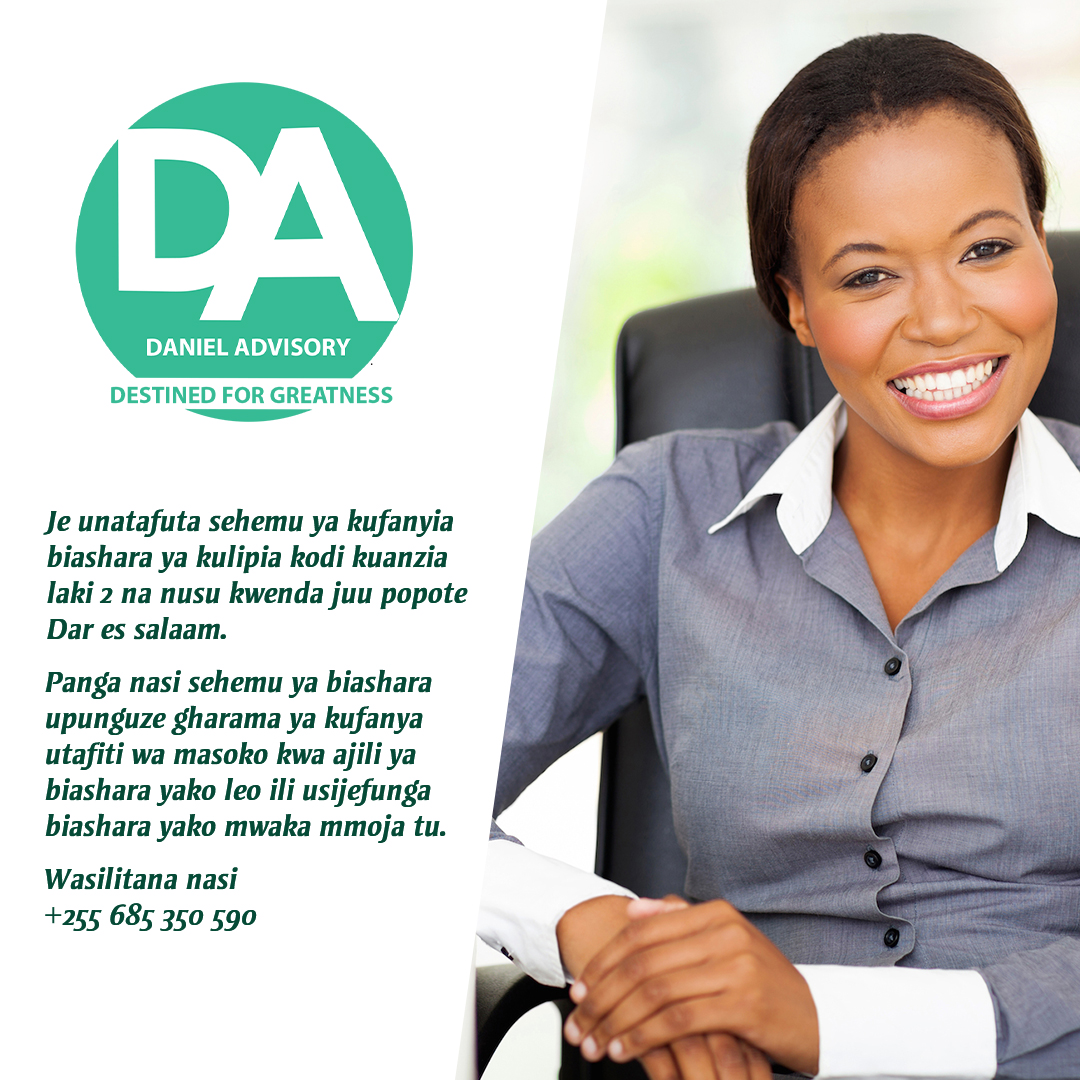 DA
DANIEL ADVISORY
DESTINED FOR GREATNESS
Je unatafuta sehemu ya kufanyia
biashara ya kulipia kodi kuanzia
laki 2 na nusu kwenda juu popote
Dar es salaam.
Panga nasi sehemu ya biashara
upunguze gharama ya kufanya
utafiti wa masoko kwa ajili ya
biashara yako leo ili usijefunga
biashara yako mwaka mmoja tu.
Wasilitana nasi
+255 685 350 590